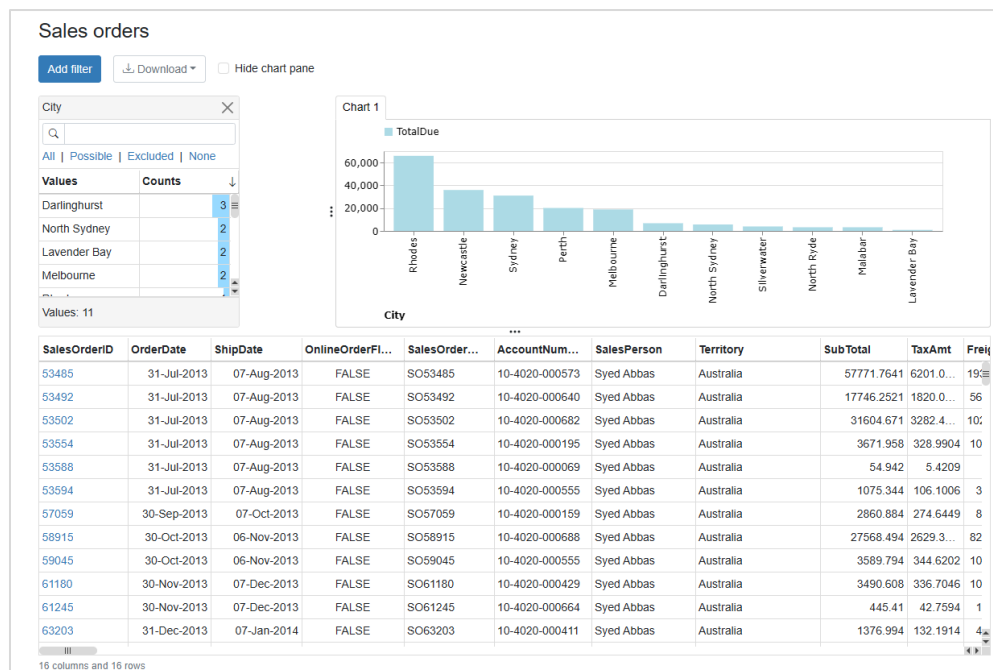 Sales orders
Add filter Download Hide chart pane
City
All | Possible | Excluded | None
Values Counts
Darlinghurst 3
North Sydney 2
Lavender Bay 2
Melbourne 2
Values: 11
Chart 1
TotalDue
60,000
40,000
20,000
0
Rhodes Newcastle Sydney Perth Melbourne Darlinghurst North Sydney Silverwater North Ryde Malabar Lavender Bay
City
SalesOrderID OrderDate ShipDate OnlineOrderFl... SalesOrder... AccountNum... SalesPerson Territory SubTotal TaxAmt Freig
53485 31-Jul-2013 07-Aug-2013 FALSE SO53485 10-4020-000573 Syed Abbas Australia 57771.7641 6201.0... 193
53492 31-Jul-2013 07-Aug-2013 FALSE SO53492 10-4020-000640 Syed Abbas Australia 17746.2521 1820.0... 56
53502 31-Jul-2013 07-Aug-2013 FALSE SO53502 10-4020-000682 Syed Abbas Australia 31604.671 3282.4... 102
53554 31-Jul-2013 07-Aug-2013 FALSE SO53554 10-4020-000195 Syed Abbas Australia 3671.958 328.9904 10
53588 31-Jul-2013 07-Aug-2013 FALSE SO53588 10-4020-000069 Syed Abbas Australia 54.942 5.4209
53594 31-Jul-2013 07-Aug-2013 FALSE SO53594 10-4020-000555 Syed Abbas Australia 1075.344 106.1006 3
57059 30-Sep-2013 07-Oct-2013 FALSE SO57059 10-4020-000159 Syed Abbas Australia 2860.884 274.6449 8
58915 30-Oct-2013 06-Nov-2013 FALSE SO58915 10-4020-000688 Syed Abbas Australia 27568.494 2629.3... 82
59045 30-Oct-2013 06-Nov-2013 FALSE SO59045 10-4020-000555 Syed Abbas Australia 3589.794 344.6202 10
61180 30-Nov-2013 07-Dec-2013 FALSE SO61180 10-4020-000429 Syed Abbas Australia 3490.608 336.7046 10
61245 30-Nov-2013 07-Dec-2013 FALSE SO61245 10-4020-000664 Syed Abbas Australia 445.41 42.7594 1
63203 31-Dec-2013 07-Jan-2014 FALSE SO63203 10-4020-000411 Syed Abbas Australia 1376.994 132.1914 4
16 columns and 16 rows